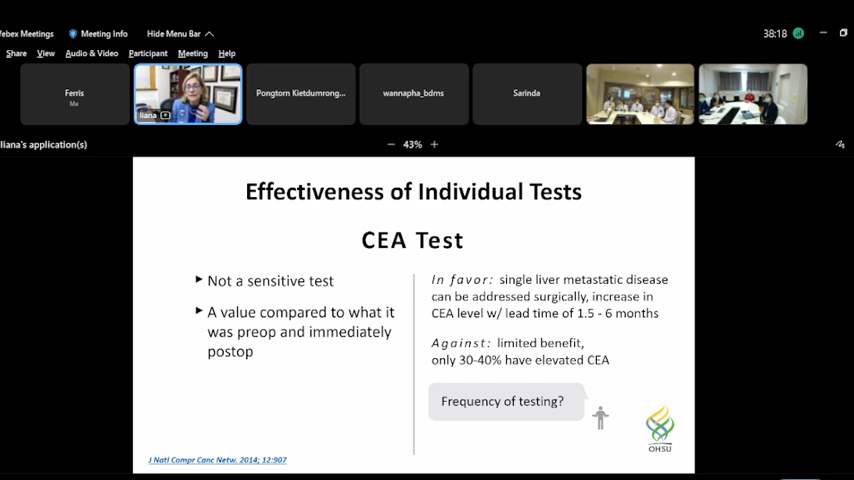 Webex Meetings
Meeting Info
Hide Menu Bar
38:18
Share View Audio & Video Participant Meeting Help
Ferris
Me
liana
Pongtorn Kietdumrong...
wannapha_bdms
Sarinda
liana's application(s)
43%
Effectiveness of Individual Tests
CEA Test
Not a sensitive test
A value compared to what it
was preop and immediately
postop
In favor: single liver metastatic disease
can be addressed surgically, increase in
CEA level w/ lead time of 1.5 - 6 months
Against: limited benefit,
only 30-40% have elevated CEA
Frequency of testing?
OHSU
J Natl Compr Canc Netw. 2014; 12:907